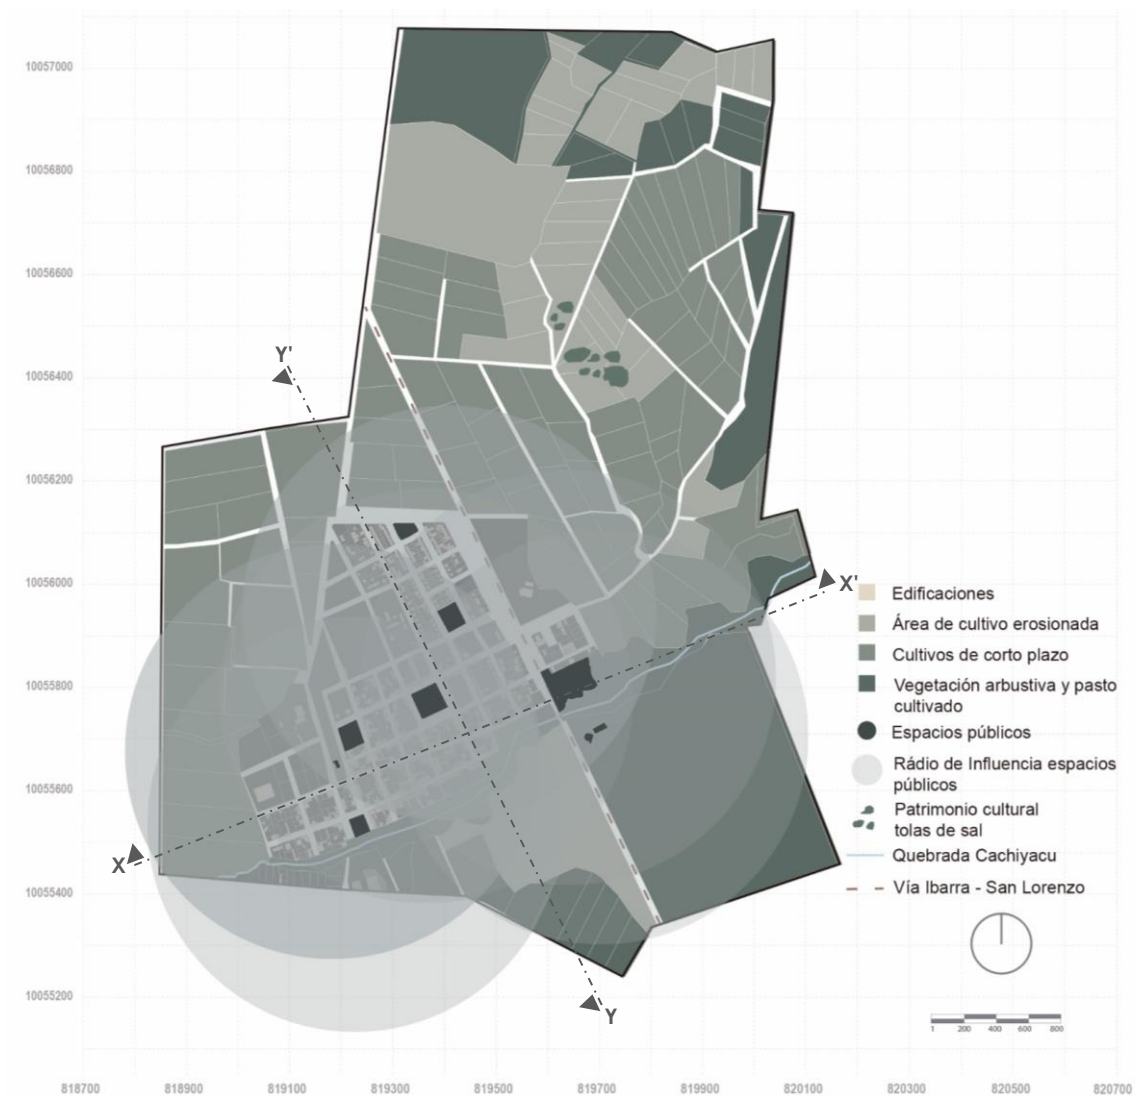 10057000
10056800
10056600
10056400
10056200
10056000
10055800
10055600
10055400
10055200
Y'
X'
X
Y
Edificaciones
Área de cultivo erosionada
Cultivos de corto plazo
Vegetación arbustiva y pasto
cultivado
Espacios públicos
Rádio de Influencia espacios
públicos
Patrimonio cultural
tolas de sal
Quebrada Cachiyacu
Vía Ibarra - San Lorenzo
1 200 400 600 800
818700 818900 819100 819300 819500 819700 819900 820100 820300 820500 820700